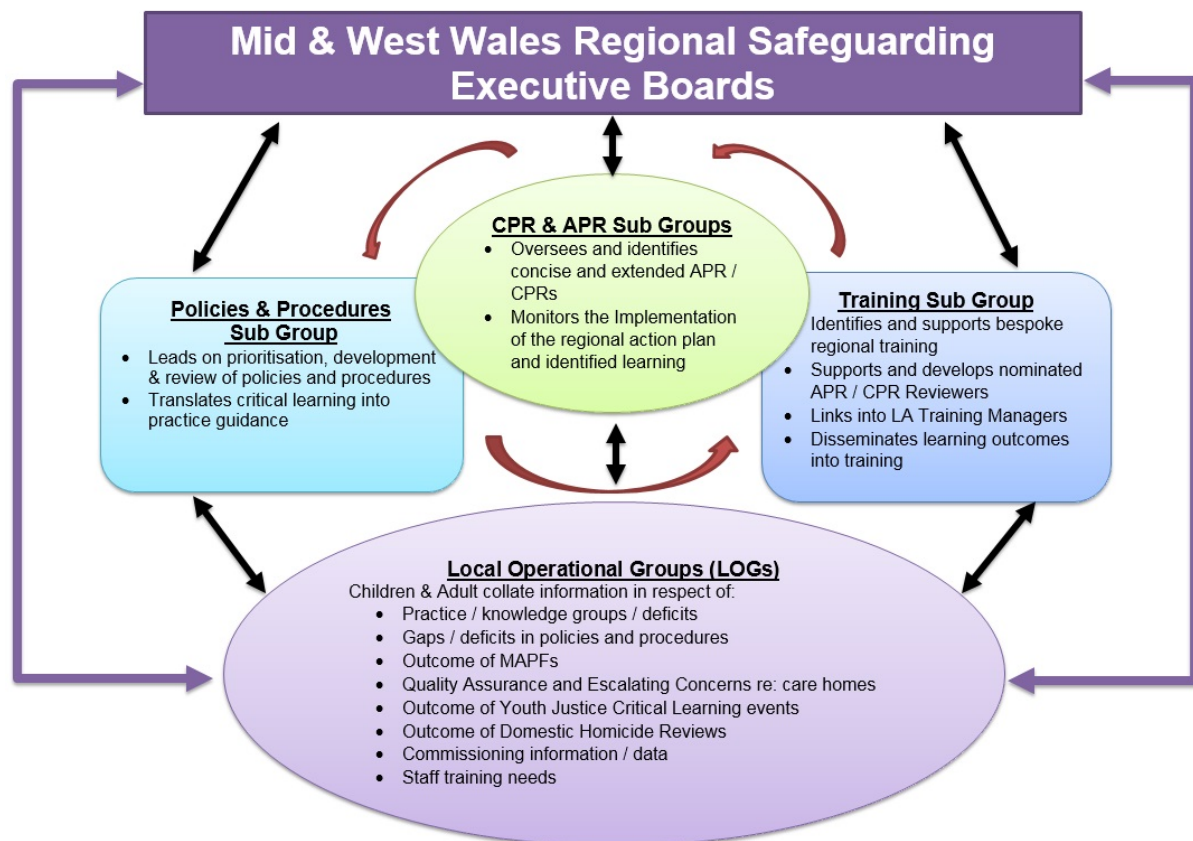 Mid & West Wales Regional Safeguarding
Executive Boards
CPR & APR Sub Groups
• Oversees and identifies
concise and extended APR /
CPRs
• Monitors the Implementation
of the regional action plan
and identified learning
Policies & Procedures
Sub Group
• Leads on prioritisation, development
& review of policies and procedures
• Translates critical learning into
practice guidance
Training Sub Group
Identifies and supports bespoke
regional training
• Supports and develops nominated
APR / CPR Reviewers
• Links into LA Training Managers
• Disseminates learning outcomes
into training
Local Operational Groups (LOGs)
Children & Adult collate information in respect of:
• Practice / knowledge groups / deficits
• Gaps / deficits in policies and procedures
• Outcome of MAPFs
• Quality Assurance and Escalating Concerns re: care homes
• Outcome of Youth Justice Critical Learning events
• Outcome of Domestic Homicide Reviews
• Commissioning information / data
• Staff training needs